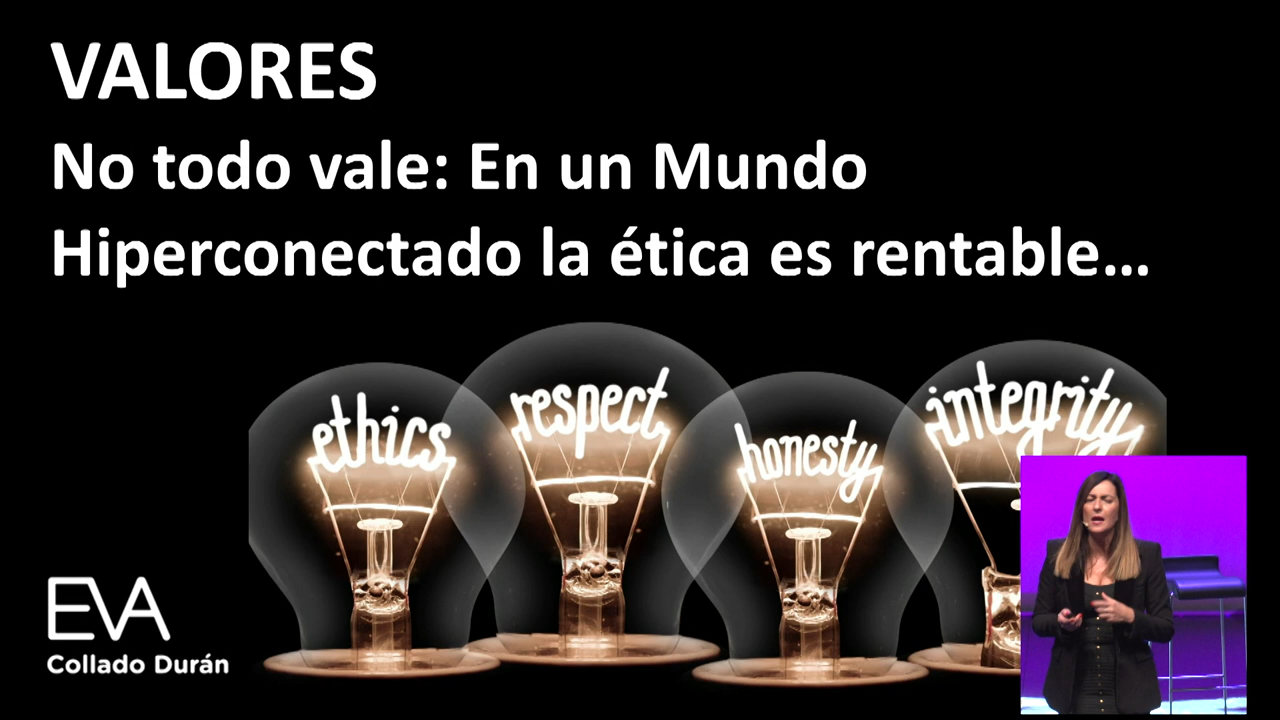 VALORES
No todo vale: En un Mundo
Hiperconectado la ética es rentable...
ethics
respect
honesty
integrity
EVA
Collado Durán